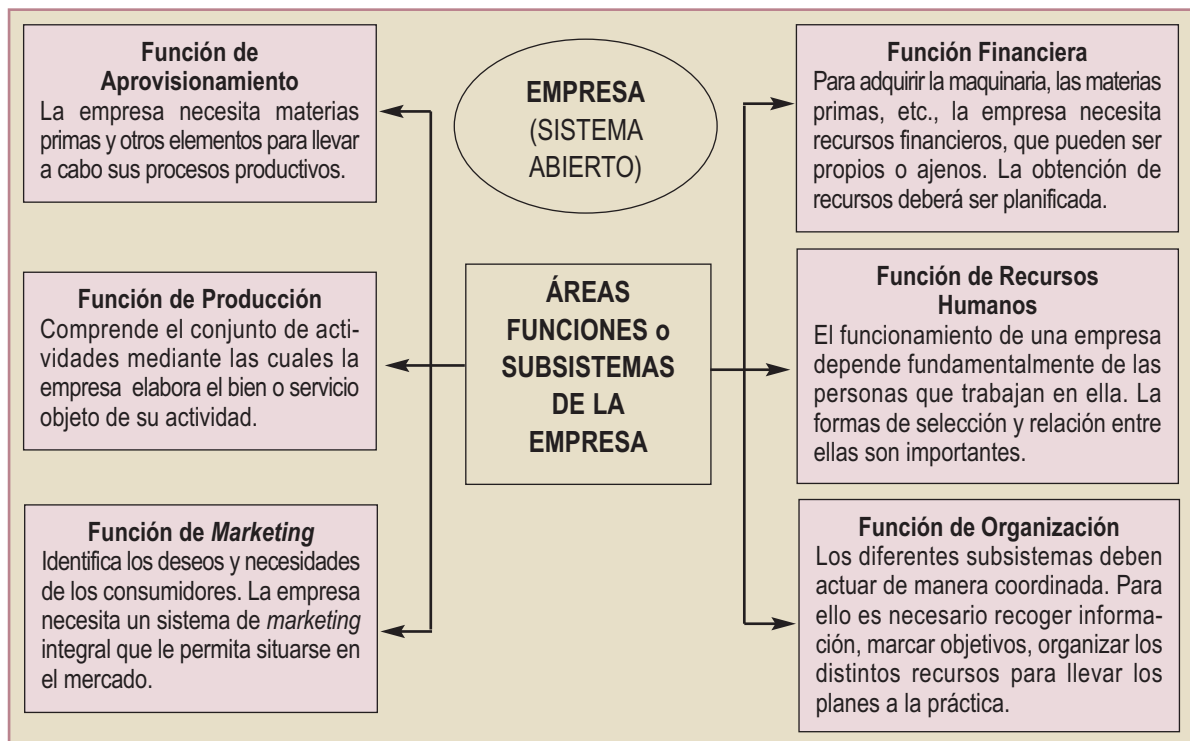 Función de
Aprovisionamiento
La empresa necesita materias
primas y otros elementos para llevar
a cabo sus procesos productivos.
Función de Producción
Comprende el conjunto de acti-
vidades mediante las cuales la
empresa elabora el bien o servicio
objeto de su actividad.
Función de Marketing
Identifica los deseos y necesidades
de los consumidores. La empresa
necesita un sistema de marketing
integral que le permita situarse en
el mercado.
EMPRESA
(SISTEMA
ABIERTO)
ÁREAS
FUNCIONES o
SUBSISTEMAS
DE LA
EMPRESA
Función Financiera
Para adquirir la maquinaria, las materias
primas, etc., la empresa necesita
recursos financieros, que pueden ser
propios o ajenos. La obtención de
recursos deberá ser planificada.
Función de Recursos
Humanos
El funcionamiento de una empresa
depende fundamentalmente de las
personas que trabajan en ella. La
formas de selección y relación entre
ellas son importantes.
Función de Organización
Los diferentes subsistemas deben
actuar de manera coordinada. Para
ello es necesario recoger informa-
ción, marcar objetivos, organizar los
distintos recursos para llevar los
planes a la práctica.